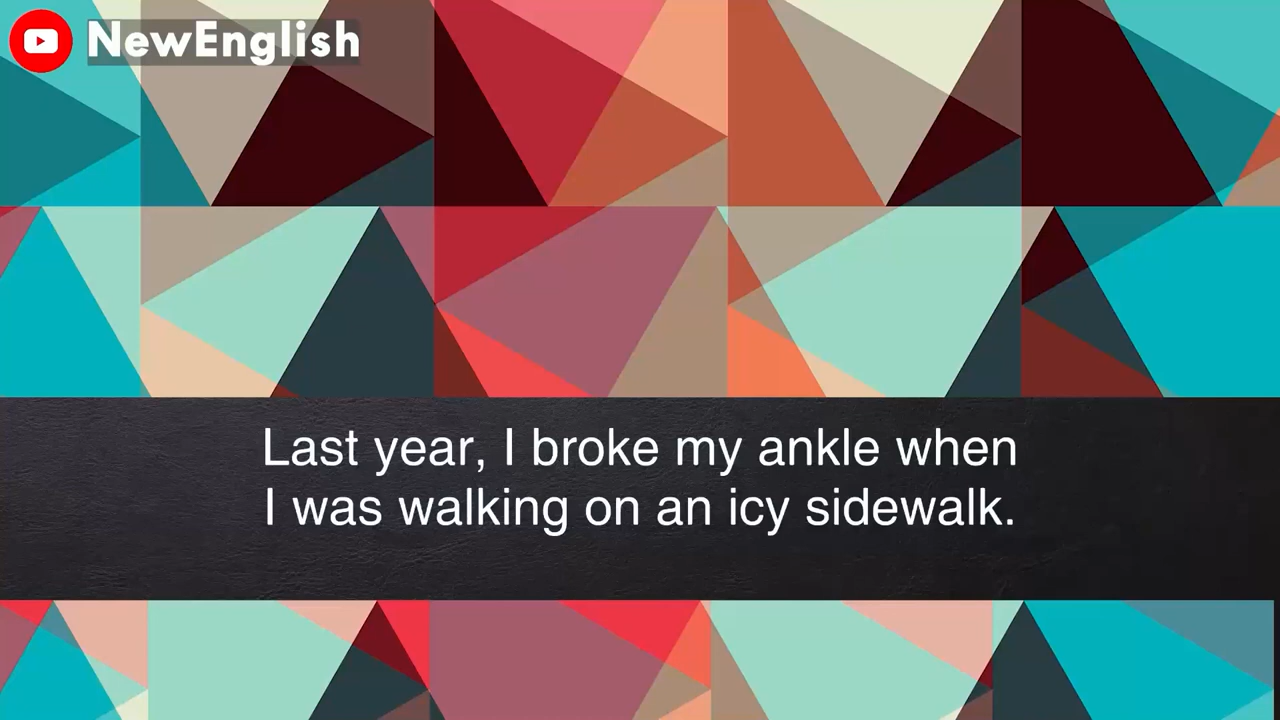 NewEnglish
Last year, I broke my ankle when
I was walking on an icy sidewalk.